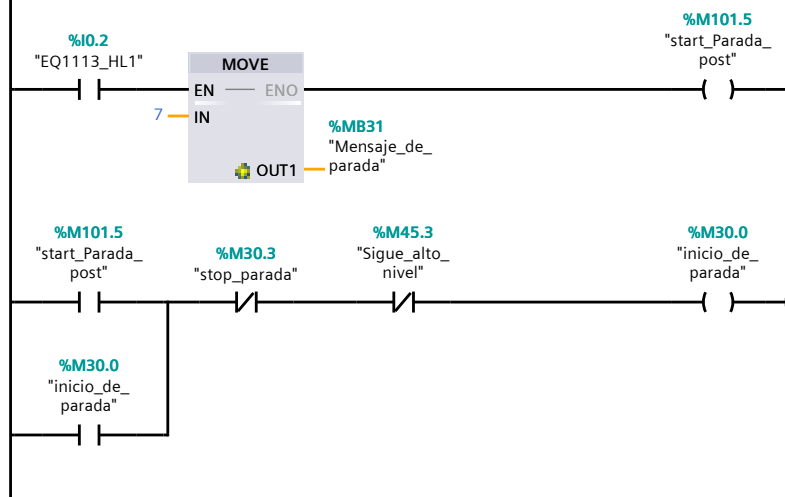 %M101.5
"start_Parada_
post"
%I0.2
"EQ1113_HL1"
MOVE
EN
ENO
7
IN
%MB31
"Mensaje_de_
parada"
OUT1
%M101.5
"start_Parada_
post"
%M30.3
"stop_parada"
%M45.3
"Sigue_alto_
nivel"
%M30.0
"inicio_de_
parada"
%M30.0
"inicio_de_
parada"